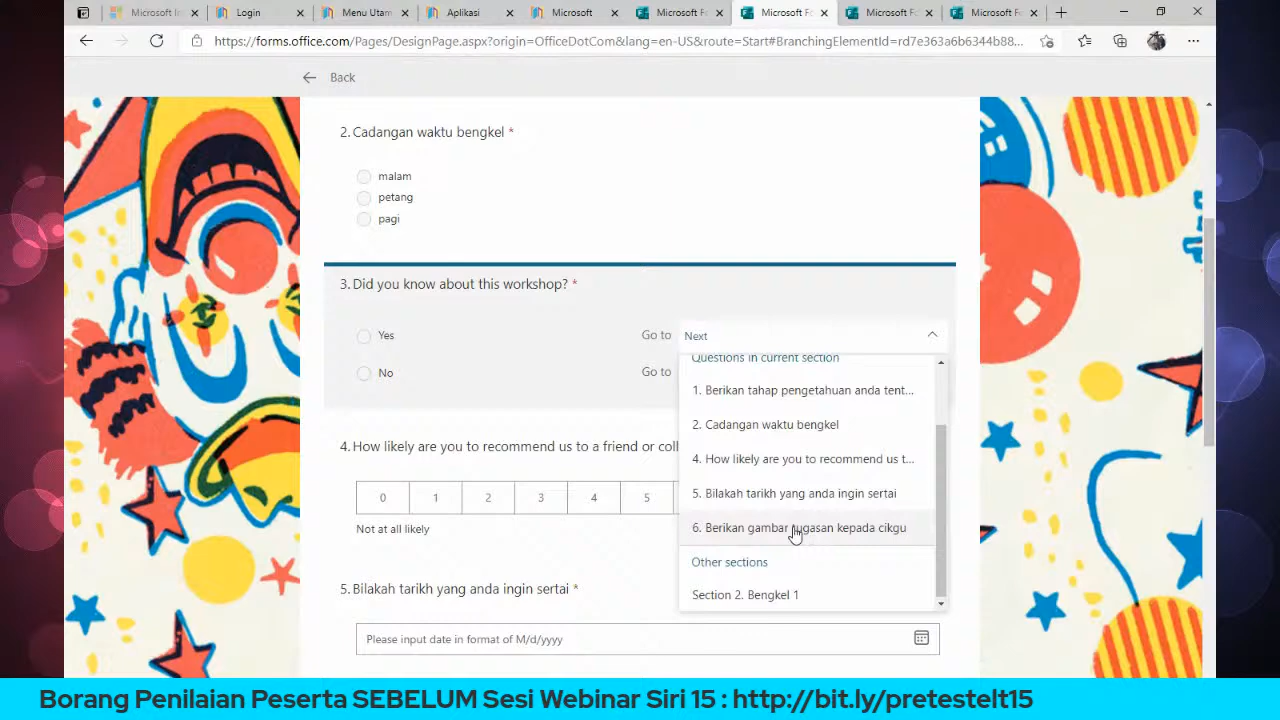 Microsoft In
Login
Menu Utam
Aplikasi
Microsoft
Microsoft Fo
Microsoft Fo
Microsoft Fo
Microsoft Fo
https://forms.office.com/Pages/DesignPage.aspx?origin=OfficeDotCom&lang=en-US&route=Start#BranchingElementId=rd7e363a6b6344b88...
Back
2. Cadangan waktu bengkel *
malam
petang
pagi
3. Did you know about this workshop? *
Yes
Go to
Next
No
Go to
Questions in current section
1. Berikan tahap pengetahuan anda tent...
2. Cadangan waktu bengkel
4. How likely are you to recommend us t...
5. Bilakah tarikh yang anda ingin sertai
6. Berikan gambar tugasan kepada cikgu
Other sections
Section 2. Bengkel 1
4. How likely are you to recommend us to a friend or coll
0 1 2 3 4 5
Not at all likely
5. Bilakah tarikh yang anda ingin sertai *
Please input date in format of M/d/yyyy
Borang Penilaian Peserta SEBELUM Sesi Webinar Siri 15 : http://bit.ly/pretestelt15